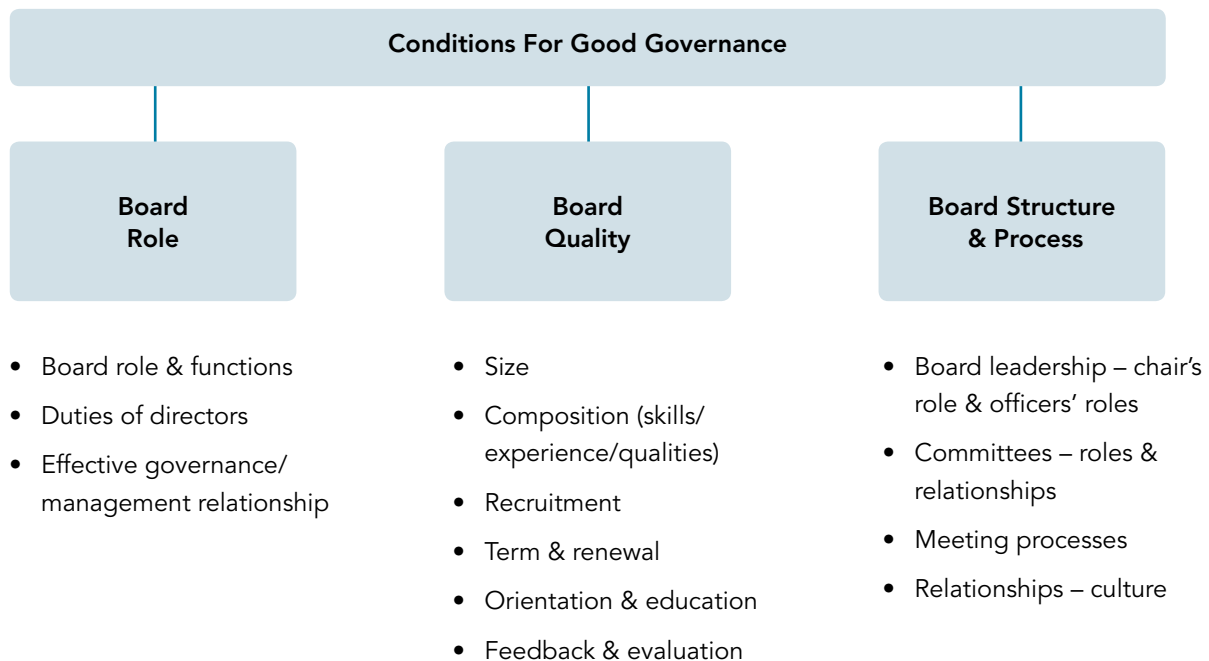 Conditions For Good Governance
Board
Role
• Board role & functions
• Duties of directors
• Effective governance/
management relationship
Board
Quality
• Size
• Composition (skills/
experience/qualities)
• Recruitment
• Term & renewal
• Orientation & education
• Feedback & evaluation
Board Structure
& Process
• Board leadership – chair’s
role & officers’ roles
• Committees – roles &
relationships
• Meeting processes
• Relationships – culture